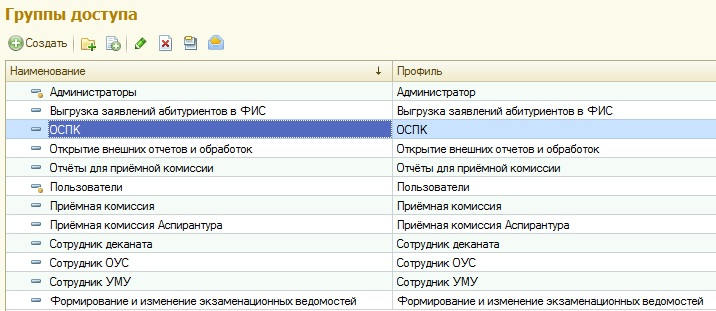 Группы доступа
Создать
Наименование Профиль
Администраторы Администратор
Выгрузка заявлений абитуриентов в ФИС Выгрузка заявлений абитуриентов в ФИС
ОСПК ОСПК
Открытие внешних отчетов и обработок Открытие внешних отчетов и обработок
Отчёты для приёмной комиссии Отчёты для приёмной комиссии
Пользователи Пользователи
Приёмная комиссия Приёмная комиссия
Приёмная комиссия Аспирантура Приёмная комиссия Аспирантура
Сотрудник деканата Сотрудник деканата
Сотрудник ОУС Сотрудник ОУС
Сотрудник УМУ Сотрудник УМУ
Формирование и изменение экзаменационных ведомостей Формирование и изменение экзаменационных ведомостей